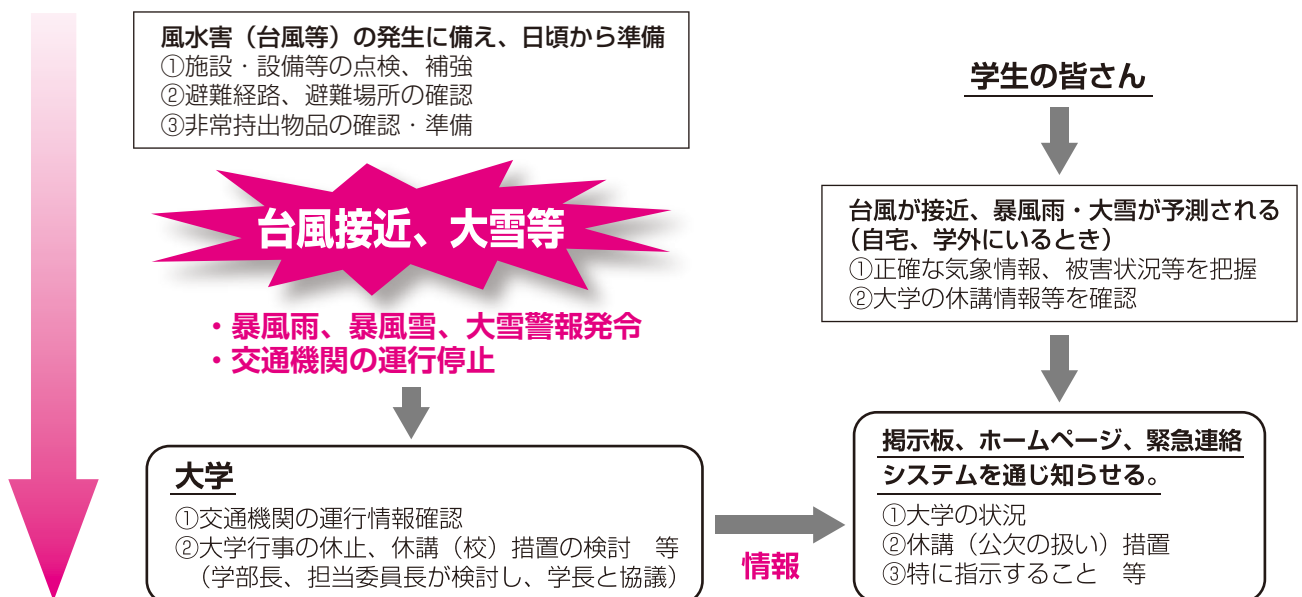 風水害（台風等）の発生に備え、日頃から準備
①施設・設備等の点検、補強
②避難経路、避難場所の確認
③非常持出物品の確認・準備
台風接近、大雪等
・暴風雨、暴風雪、大雪警報発令
・交通機関の運行停止
大学
①交通機関の運行情報確認
②大学行事の休止、休講（校）措置の検討　等
（学部長、担当委員長が検討し、学長と協議）
情報
学生の皆さん
台風が接近、暴風雨・大雪が予測される
（自宅、学外にいるとき）
①正確な気象情報、被害状況等を把握
②大学の休講情報等を確認
掲示板、ホームページ、緊急連絡
システムを通じ知らせる。
①大学の状況
②休講（公欠の扱い）措置
③特に指示すること　等